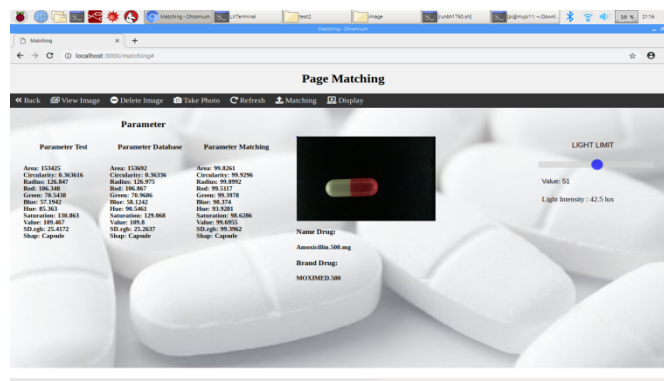 Matching - Chromium
LXTerminal
test2
image
18 %
21:16
Matching - Chromium
Matching
localhost:3000/matching#
Page Matching
Back View Image Delete Image Take Photo Refresh Matching Display
Parameter
Parameter Test
Area: 153425
Circularity: 0.363616
Radius: 126.847
Red: 106.348
Green: 70.5438
Blue: 57.1942
Hue: 85.363
Saturation: 130.863
Value: 109.467
SD.rgb: 25.4172
Shap: Capsule
Parameter Database
Area: 153692
Circularity: 0.36336
Radius: 126.975
Red: 106.867
Green: 70.9686
Blue: 58.1242
Hue: 90.5461
Saturation: 129.068
Value: 109.8
SD.rgb: 25.2637
Shap: Capsule
Parameter Matching
Area: 99.8261
Circularity: 99.9296
Radius: 99.8992
Red: 99.5117
Green: 99.3978
Blue: 98.374
Hue: 93.9281
Saturation: 98.6286
Value: 99.6955
SD.rgb: 99.3962
Shap: Capsule
Name Drug:
Amoxicillin.500.mg
Brand Drug:
MOXIMED.500
LIGHT LIMIT
Value: 51
Light Intensity : 42.5 lux